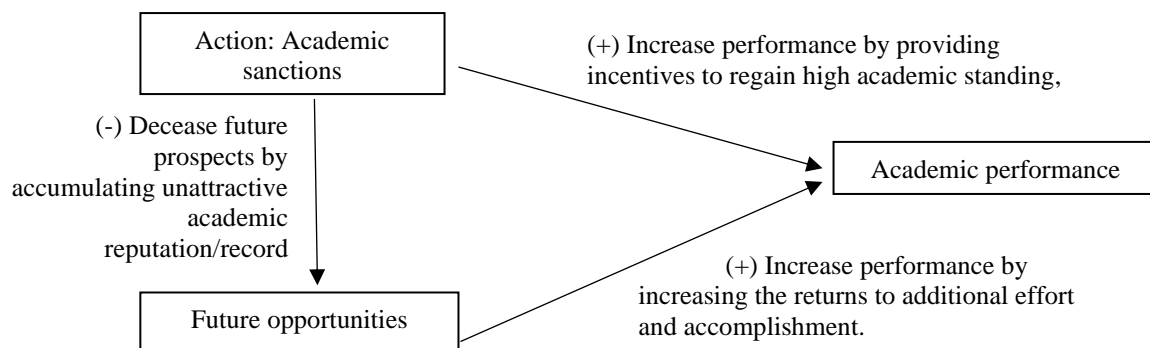 Action: Academic
sanctions
(+) Increase performance by providing
incentives to regain high academic standing,
(-) Decease future
prospects by
accumulating unattractive
academic
reputation/record
Academic performance
(+) Increase performance by
increasing the returns to additional effort
and accomplishment.
Future opportunities